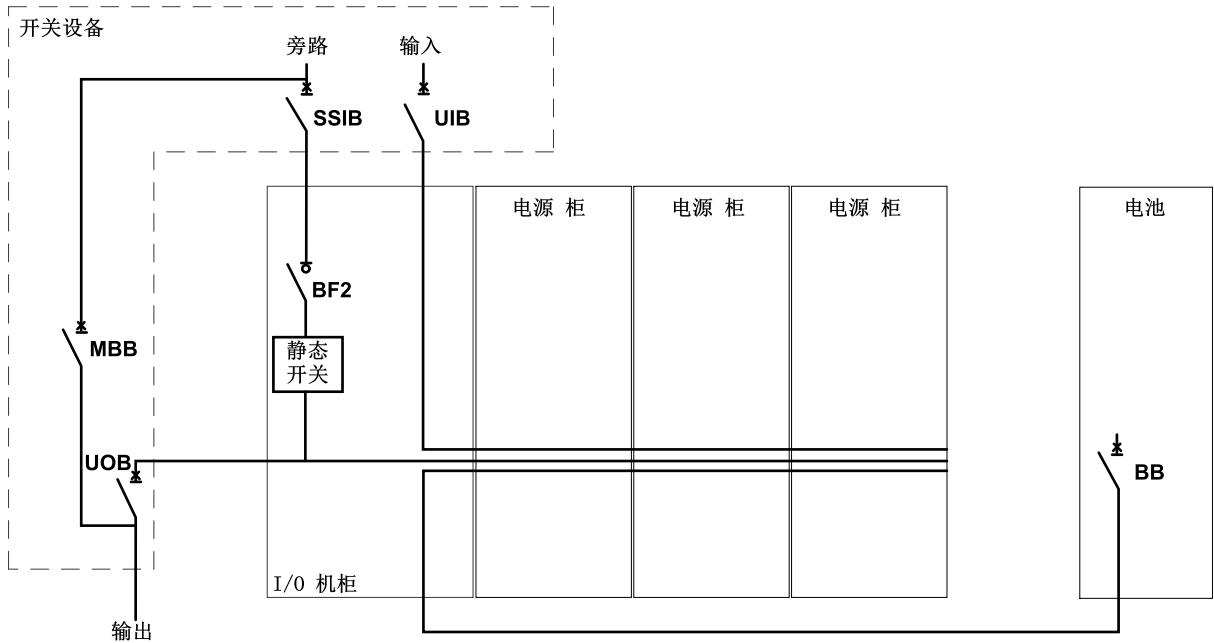 开关设备
旁路
输入
SSIB
UIB
电源 柜
电源 柜
电源 柜
电池
BF2
MBB
静态
开关
UOB
BB
I/O 机柜
输出